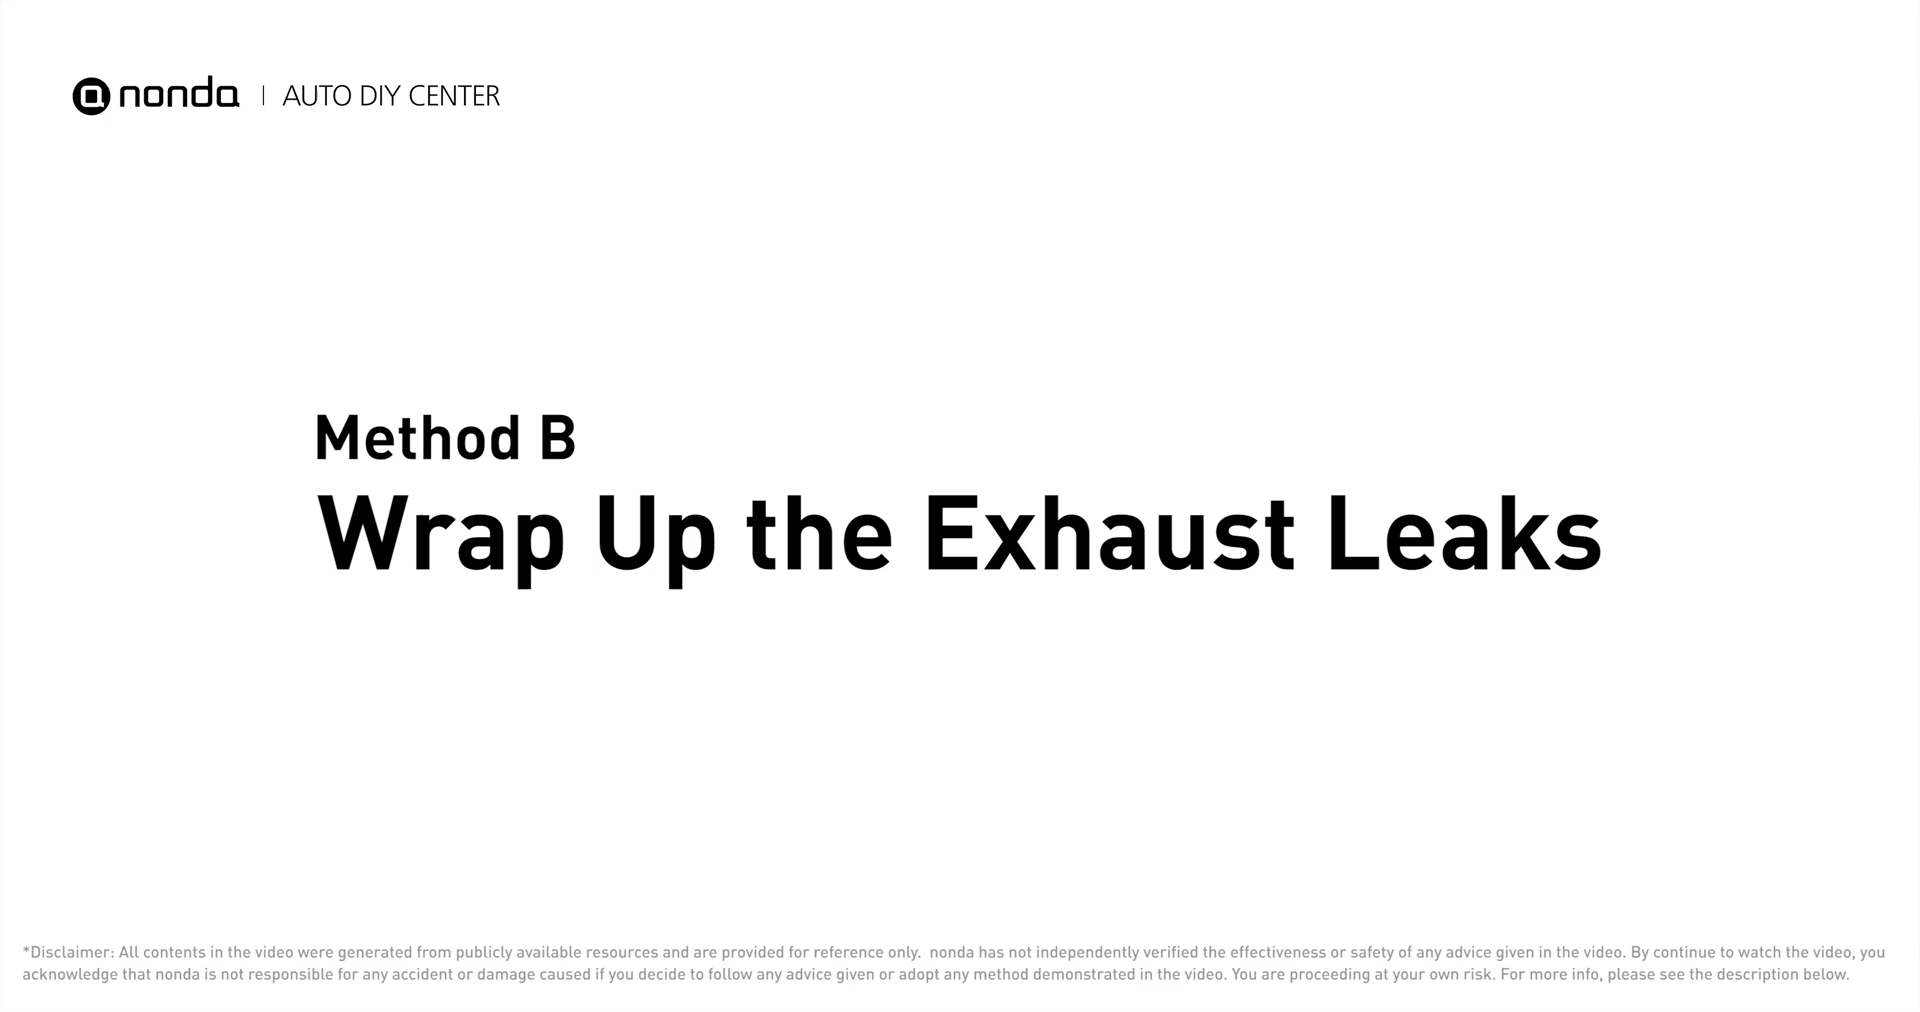 nonda | AUTO DIY CENTER
Method B
Wrap Up the Exhaust Leaks
*Disclaimer: All contents in the video were generated from publicly available resources and are provided for reference only.  nonda has not independently verified the effectiveness or safety of any advice given in the video. By continue to watch the video, you
acknowledge that nonda is not responsible for any accident or damage caused if you decide to follow any advice given or adopt any method demonstrated in the video. You are proceeding at your own risk. For more info, please see the description below.